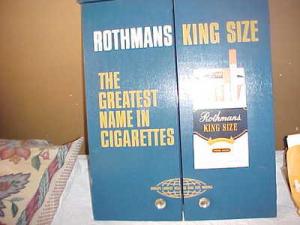 ROTHMANS KING SIZE
THE
GREATEST
NAME IN
CIGARETTES
Rothmans
KING SIZE